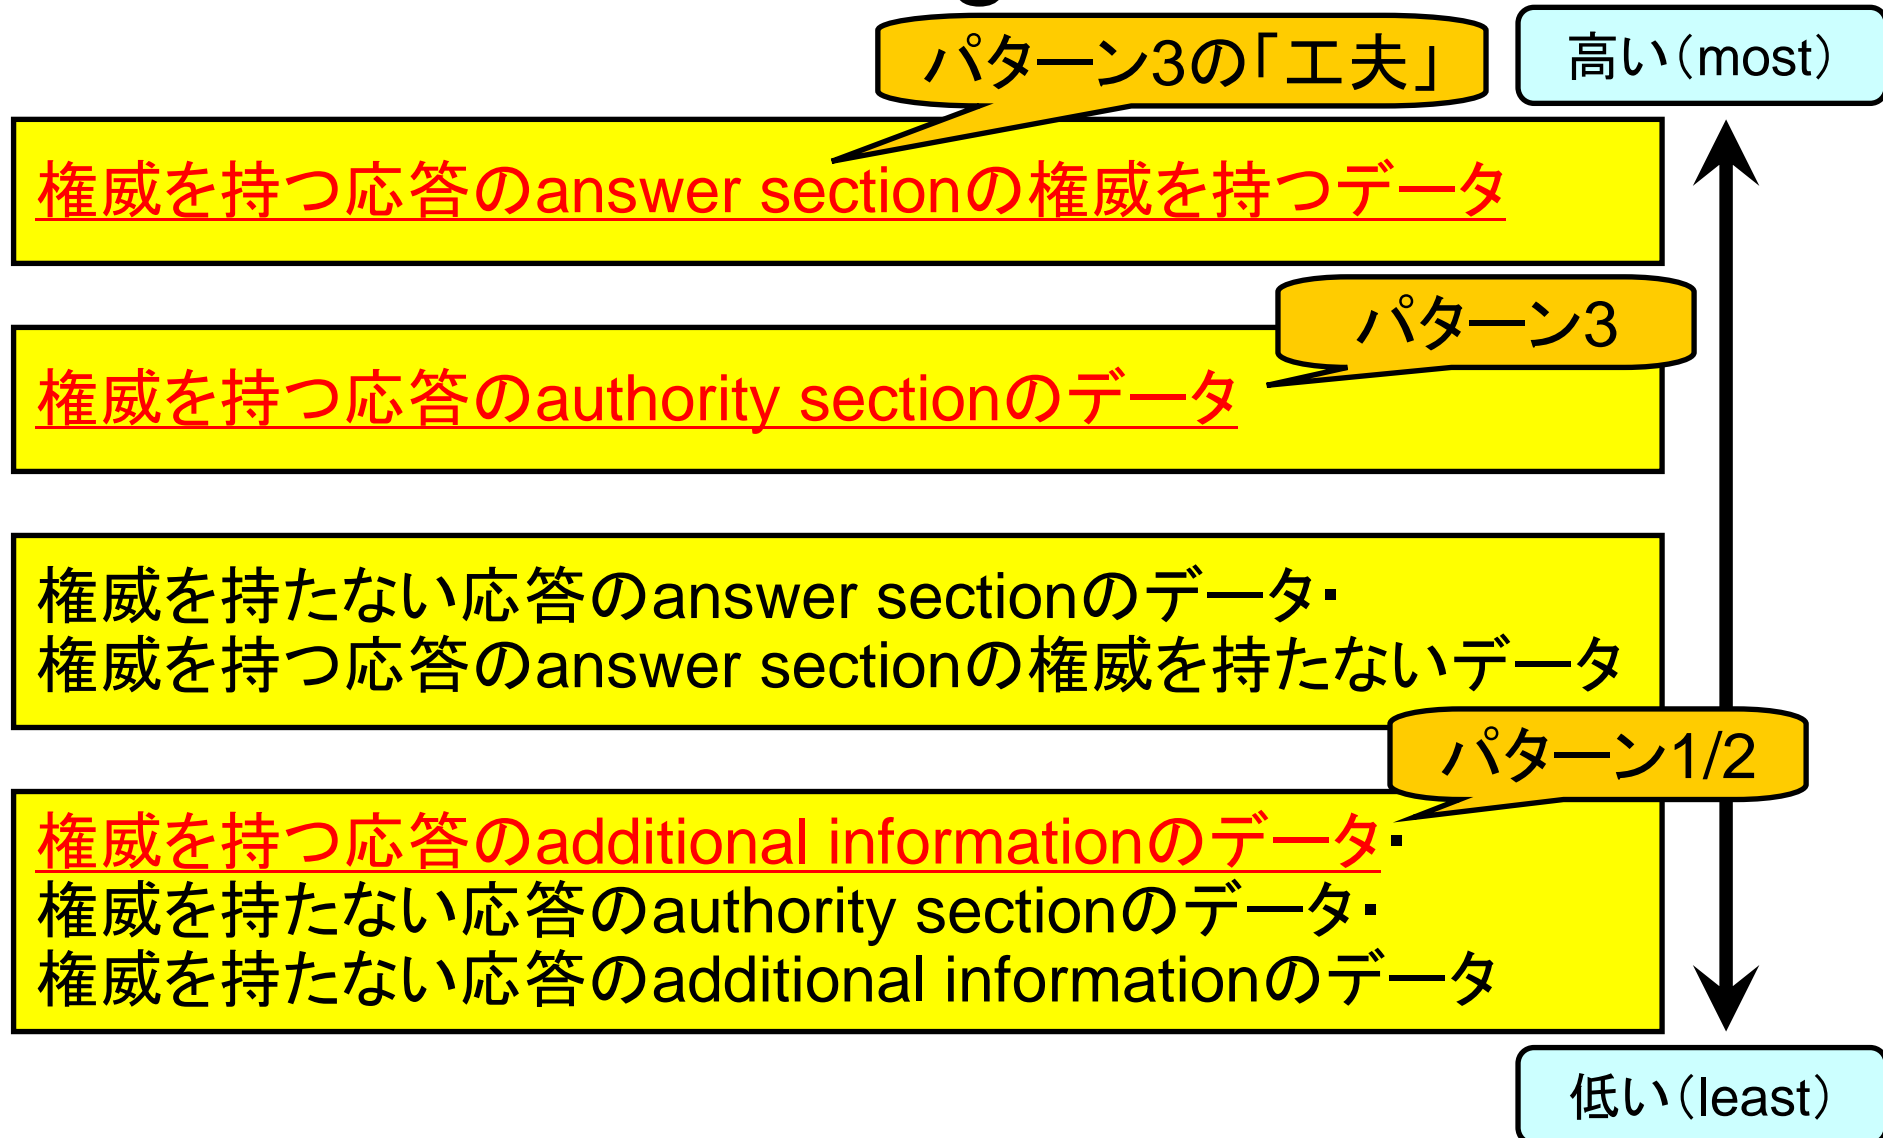 パターン3の「工夫」
高い(most)
権威を持つ応答のanswer sectionの権威を持つデータ
パターン3
権威を持つ応答のauthority sectionのデータ
権威を持たない応答のanswer sectionのデータ・
権威を持つ応答のanswer sectionの権威を持たないデータ
パターン1/2
権威を持つ応答のadditional informationのデータ・
権威を持たない応答のauthority sectionのデータ・
権威を持たない応答のadditional informationのデータ
低い(least)